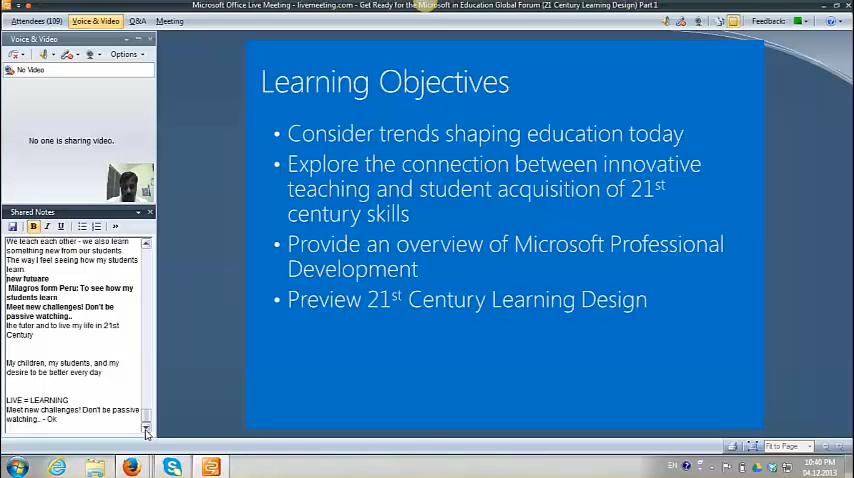 Microsoft Office Live Meeting - livemeeting.com - Get Ready for the Microsoft in Education Global Forum (21 Century Learning Design) Part 1
Attendees (109) Voice & Video Q&A Meeting
Feedback:
Voice & Video
Options
No Video
No one is sharing video.
Shared Notes
B I U
We teach each other - we also learn
something new from our students.
The way I feel seeing how my students
learn.
new futuare
Milagros form Peru: To see how my
students learn
Meet new challenges! Don't be
passive watching..
the futer and to live my life in 21st
Century
My children, my students, and my
desire to be better every day
LIVE = LEARNING
Meet new challenges! Don't be passive
watching.. - Ok
Learning Objectives
• Consider trends shaping education today
• Explore the connection between innovative
teaching and student acquisition of 21st
century skills
• Provide an overview of Microsoft Professional
Development
• Preview 21st Century Learning Design
Fit to Page
EN
10:40 PM
04.12.2013